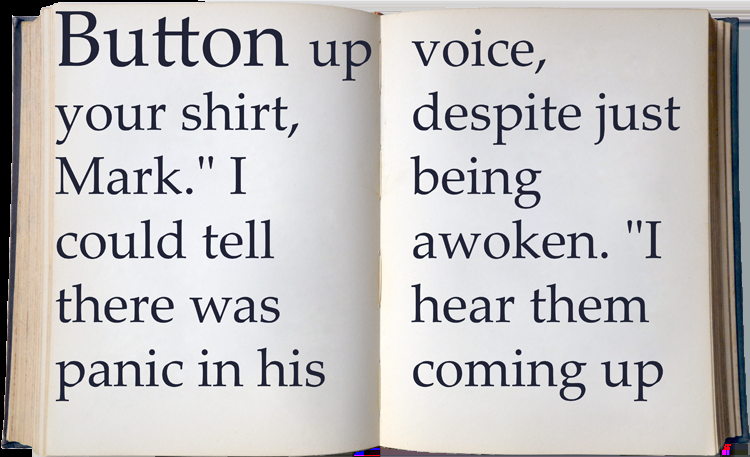 Button up
your shirt,
Mark." I
could tell
there was
panic in his
voice,
despite just
being
awoken. "I
hear them
coming up